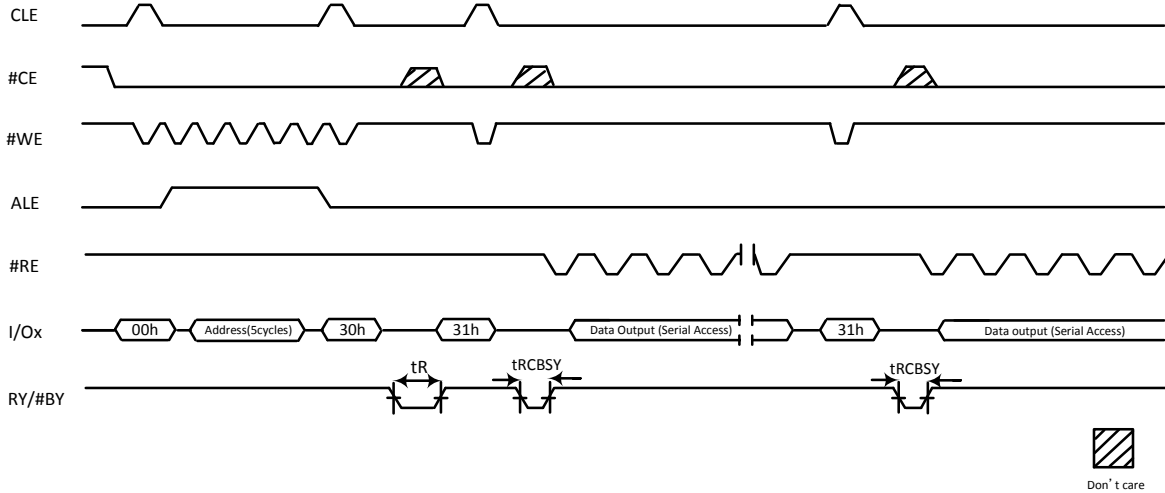 CLE
#CE
#WE
ALE
#RE
I/Ox
00h
Address(5cycles)
30h
31h
Data Output (Serial Access)
31h
Data output (Serial Access)
RY/#BY
tR
tRCBSY
tRCBSY
Don't care